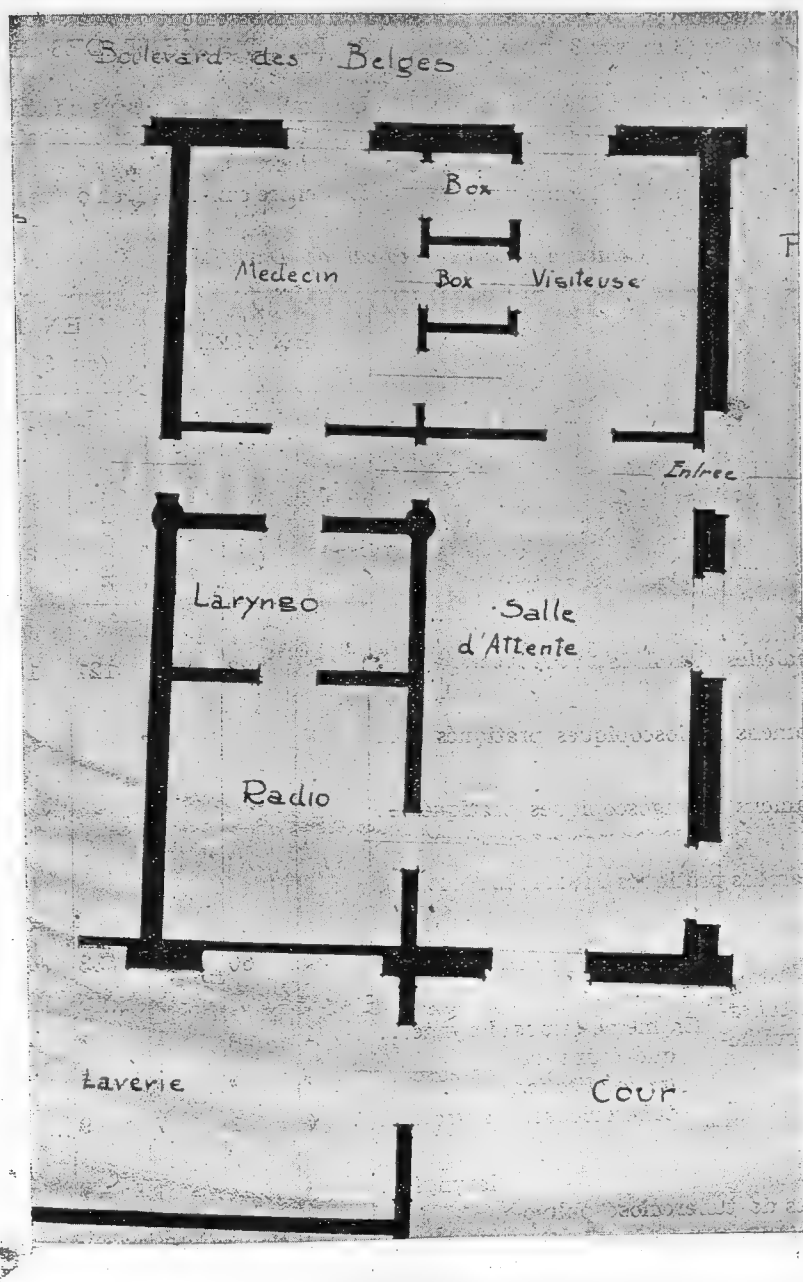 Boulevard des Belges
Box
Medecin
Box
Visiteuse
Entree
Laryngo
Salle
d'Attente
Radio
Laverie
Cour